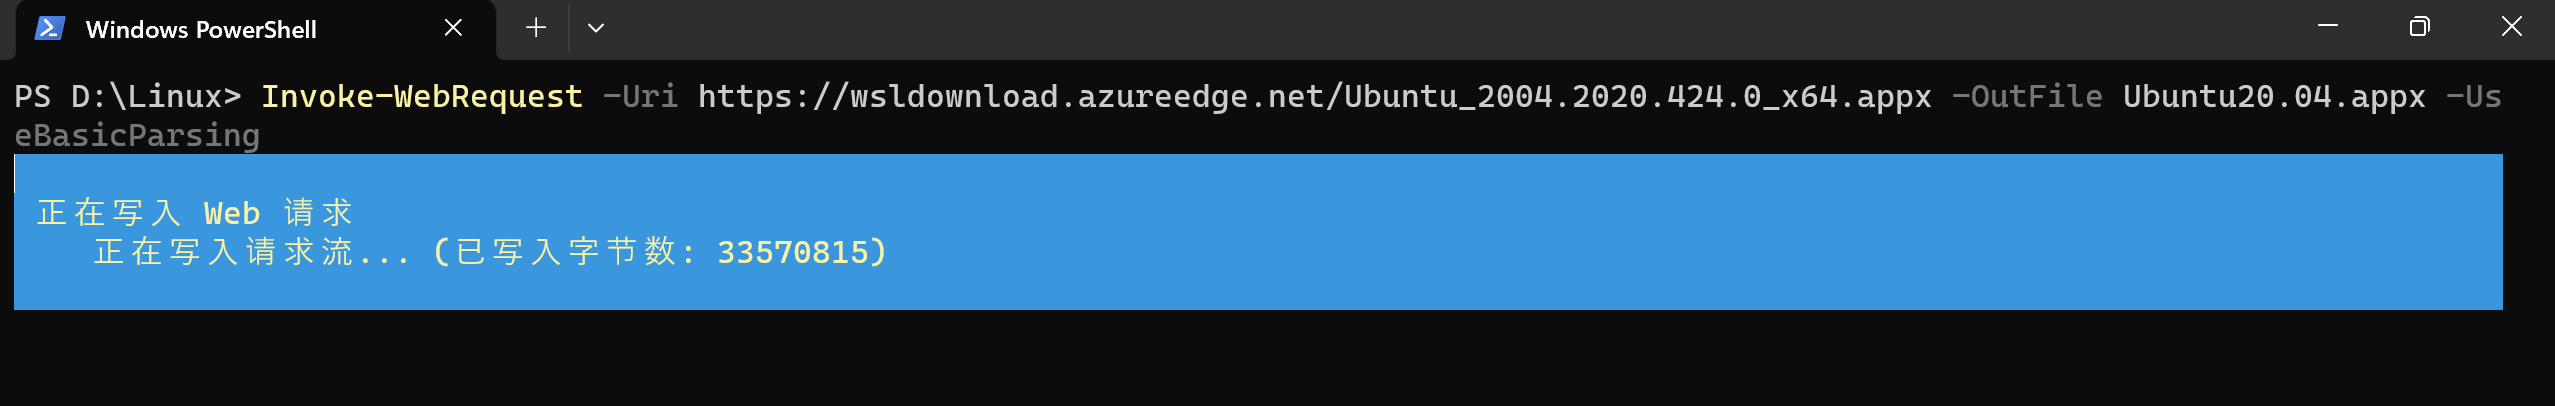 Windows PowerShell
PS D:\Linux> Invoke-WebRequest -Uri https://wsldownload.azureedge.net/Ubuntu_2004.2020.424.0_x64.appx -OutFile Ubuntu20.04.appx -Us
eBasicParsing
正在写入 Web 请求
正在写入请求流... (已写入字节数: 33570815)